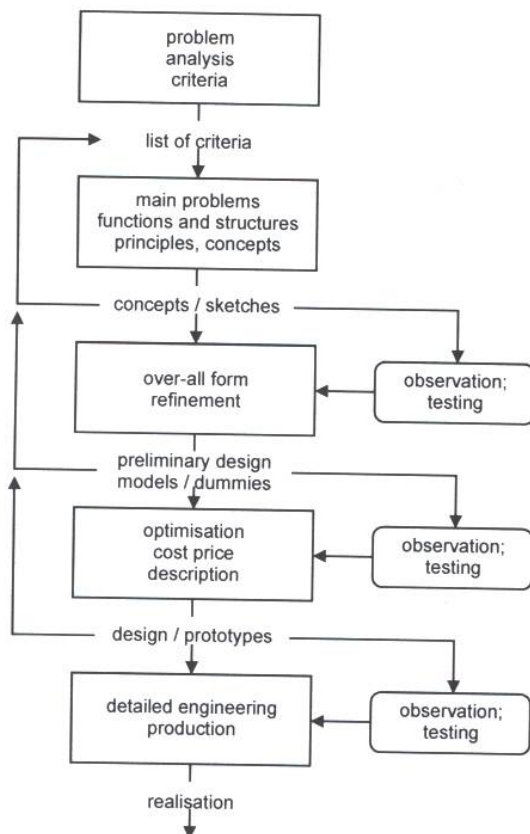 problem
analysis
criteria
list of criteria
main problems
functions and structures
principles, concepts
concepts / sketches
over-all form
refinement
observation;
testing
preliminary design
models / dummies
optimisation
cost price
description
observation;
testing
design / prototypes
detailed engineering
production
observation;
testing
realisation